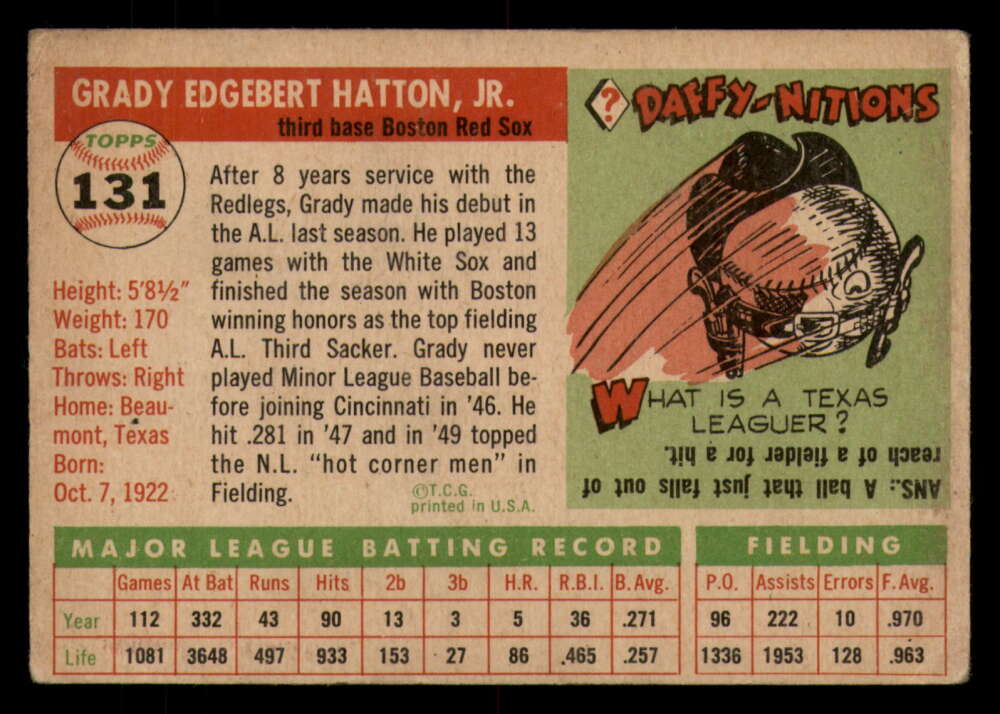 GRADY EDGEBERT HATTON, JR.
third base Boston Red Sox
TOPPS
131
Height: 5'8½"
Weight: 170
Bats: Left
Throws: Right
Home: Beau-
mont, Texas
Born:
Oct. 7, 1922
After 8 years service with the
Redlegs, Grady made his debut in
the A.L. last season. He played 13
games with the White Sox and
finished the season with Boston
winning honors as the top fielding
A.L. Third Sacker. Grady never
played Minor League Baseball be-
fore joining Cincinnati in '46. He
hit .281 in '47 and in '49 topped
the N.L. "hot corner men" in
Fielding.
©T.C.G.
printed in U.S.A.
? DAFFY-NITIONS
WHAT IS A TEXAS
LEAGUER?
ANS.: A ball that just falls out of
reach of a fielder for a hit.
MAJOR LEAGUE BATTING RECORD FIELDING
Games At Bat Runs Hits 2b 3b H.R. R.B.I. B.Avg. P.O. Assists Errors F.Avg.
Year 112 332 43 90 13 3 5 36 .271 96 222 10 .970
Life 1081 3648 497 933 153 27 86 .465 .257 1336 1953 128 .963